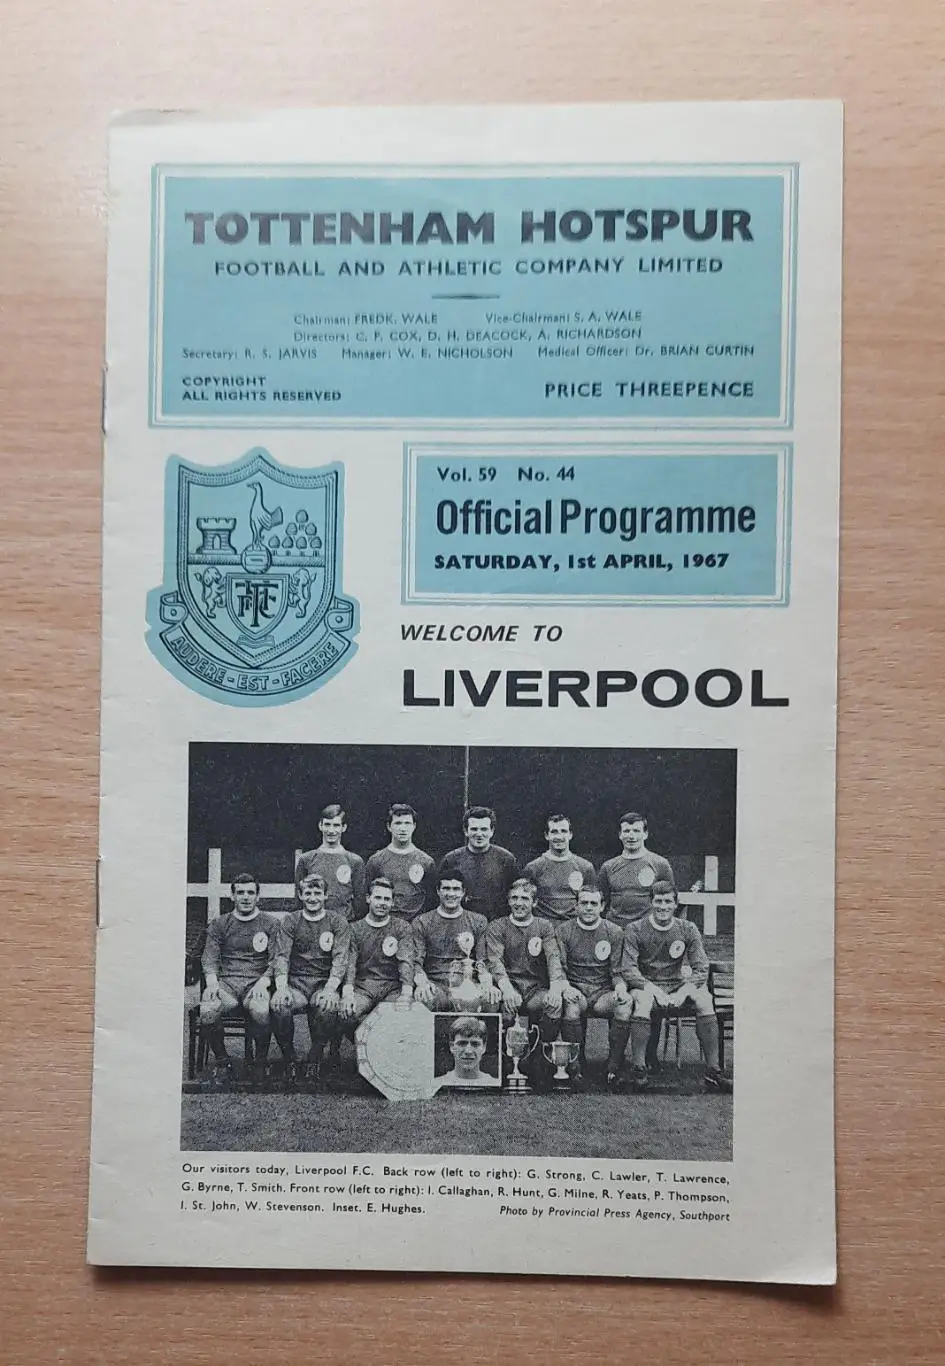 TOTTENHAM HOTSPUR
FOOTBALL AND ATHLETIC COMPANY LIMITED
Chairman: FREDK. WALE Vice-Chairman: S. A. WALE
Directors: C. F. COX, D. H. DEACOCK, A. RICHARDSON
Secretary: R. S. JARVIS Manager: W. E. NICHOLSON Medical Officer: Dr. BRIAN CURTIN
COPYRIGHT
ALL RIGHTS RESERVED
PRICE THREEPENCE
Vol. 59 No. 44
Official Programme
SATURDAY, 1st APRIL, 1967
AUDERE-EST-FACERE
WELCOME TO
LIVERPOOL
Our visitors today, Liverpool F.C. Back row (left to right): G. Strong, C. Lawler, T. Lawrence,
G. Byrne, T. Smith. Front row (left to right): I. Callaghan, R. Hunt, G. Milne, R. Yeats, P. Thompson,
I. St. John, W. Stevenson. Inset. E. Hughes. Photo by Provincial Press Agency, Southport